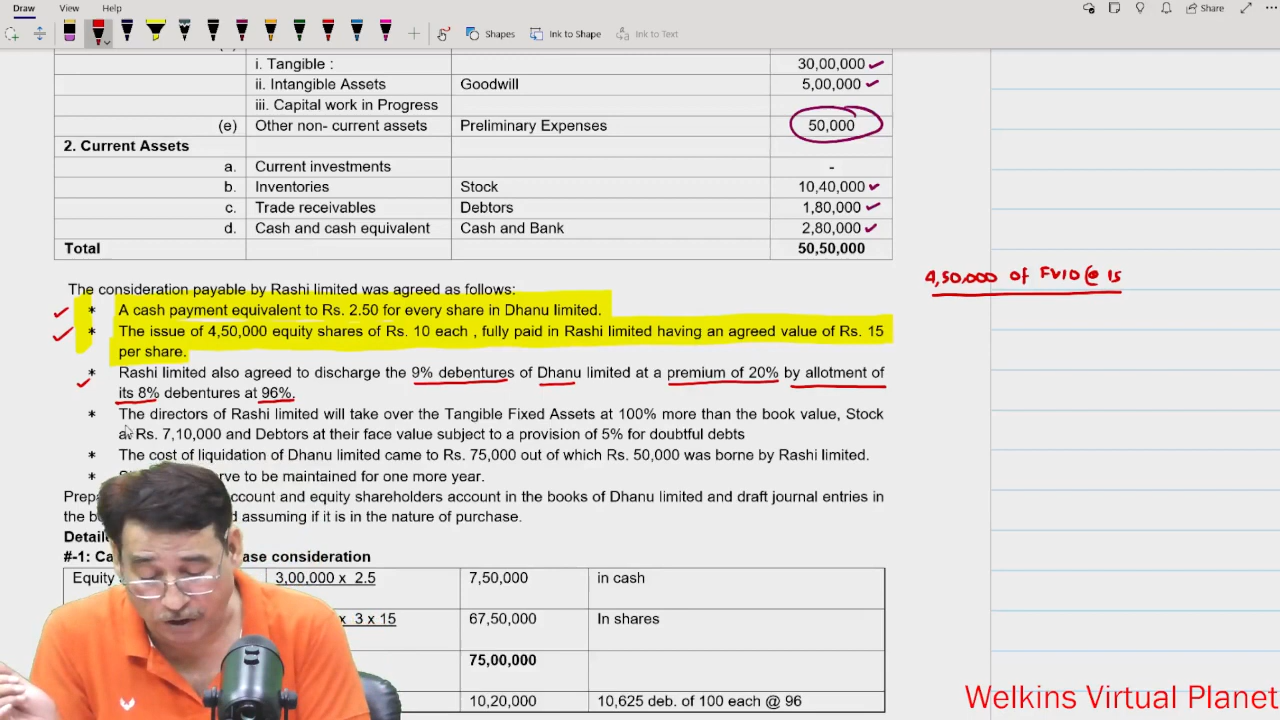 Draw View Help
Share
Shapes Ink to Shape Ink to Text
i. Tangible : 30,00,000
ii. Intangible Assets Goodwill 5,00,000
iii. Capital work in Progress
(e) Other non- current assets Preliminary Expenses 50,000
2. Current Assets
a. Current investments -
b. Inventories Stock 10,40,000
c. Trade receivables Debtors 1,80,000
d. Cash and cash equivalent Cash and Bank 2,80,000
Total 50,50,000
4,50,000 of FV10 @ 15
The consideration payable by Rashi limited was agreed as follows:
* A cash payment equivalent to Rs. 2.50 for every share in Dhanu limited.
* The issue of 4,50,000 equity shares of Rs. 10 each , fully paid in Rashi limited having an agreed value of Rs. 15
per share.
* Rashi limited also agreed to discharge the 9% debentures of Dhanu limited at a premium of 20% by allotment of
its 8% debentures at 96%.
* The directors of Rashi limited will take over the Tangible Fixed Assets at 100% more than the book value, Stock
at Rs. 7,10,000 and Debtors at their face value subject to a provision of 5% for doubtful debts
* The cost of liquidation of Dhanu limited came to Rs. 75,000 out of which Rs. 50,000 was borne by Rashi limited.
* to be maintained for one more year.
account and equity shareholders account in the books of Dhanu limited and draft journal entries in
the assuming if it is in the nature of purchase.
#-1: consideration
Equity 3,00,000 x 2.5 7,50,000 in cash
x 3 x 15 67,50,000 In shares
75,00,000
10,20,000 10,625 deb. of 100 each @ 96
Welkins Virtual Planet